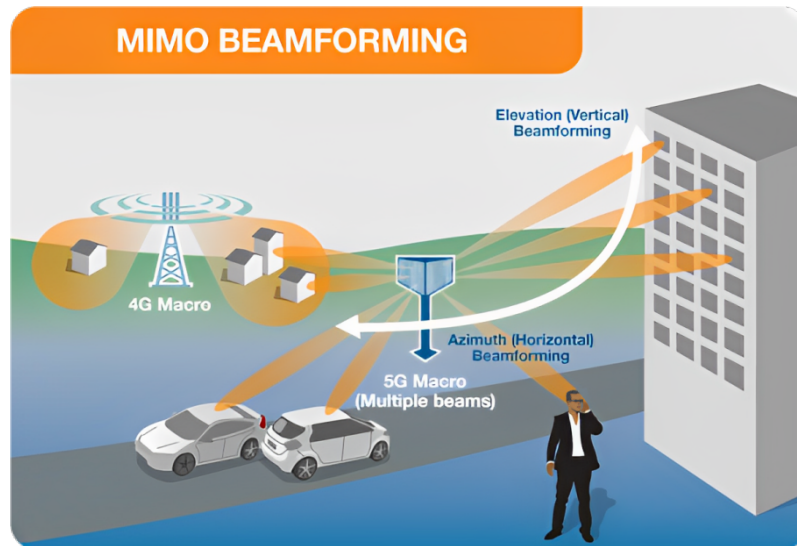 MIMO BEAMFORMING
Elevation (Vertical)
Beamforming
4G Macro
Azimuth (Horizontal)
Beamforming
5G Macro
(Multiple beams)